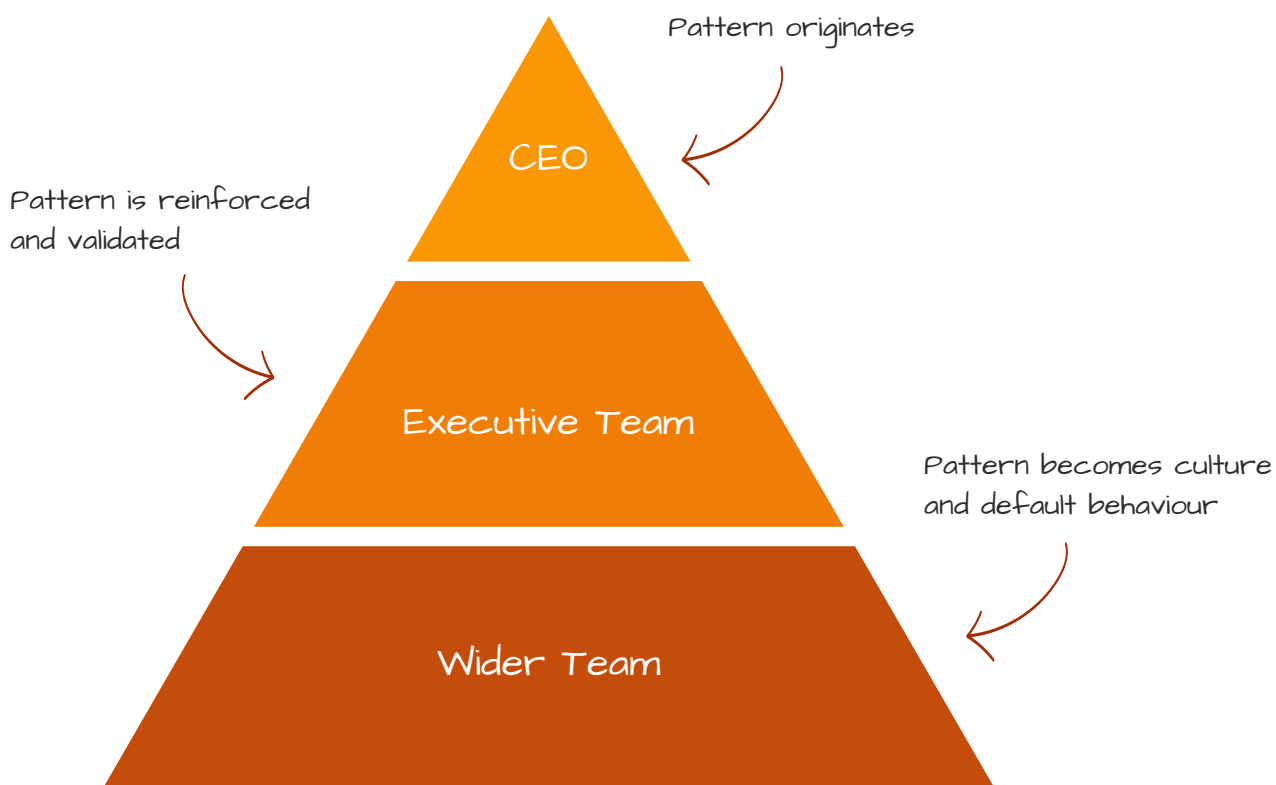 Pattern originates
CEO
Pattern is reinforced
and validated
Executive Team
Pattern becomes culture
and default behaviour
Wider Team